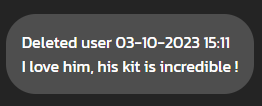 Deleted user 03-10-2023 15:11
I love him, his kit is incredible !